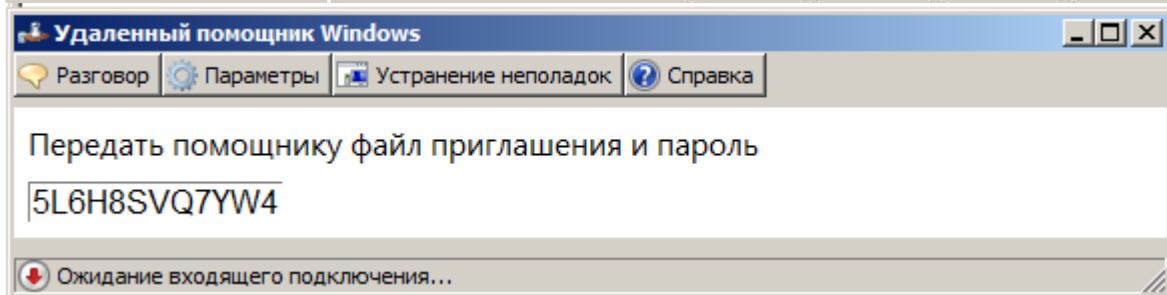 Удаленный помощник Windows
Разговор Параметры Устранение неполадок Справка
Передать помощнику файл приглашения и пароль
5L6H8SVQ7YW4
Ожидание входящего подключения...